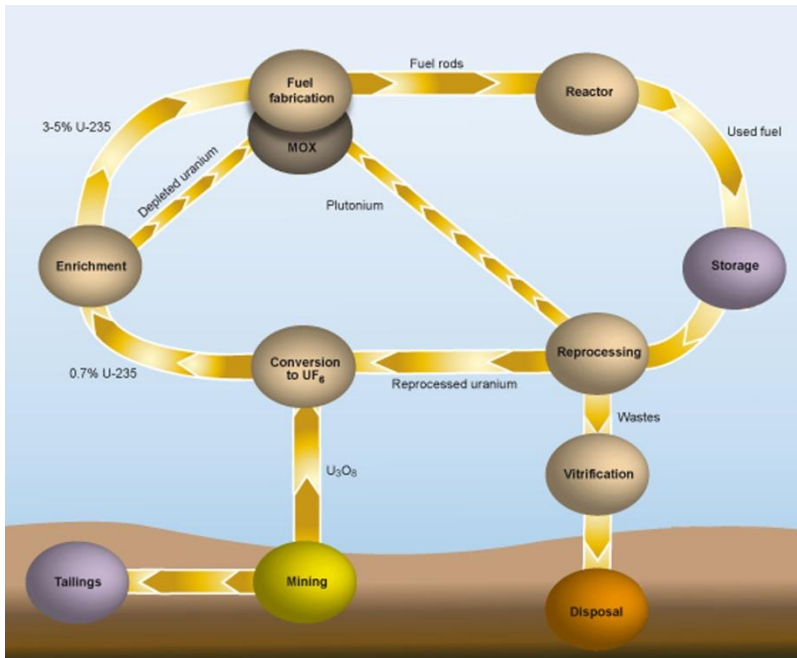 Fuel
fabrication
MOX
Fuel rods
Reactor
3-5% U-235
Depleted uranium
Plutonium
Used fuel
Enrichment
Storage
0.7% U-235
Conversion
to UF₆
Reprocessed uranium
Reprocessing
Wastes
U₃O₈
Vitrification
Tailings
Mining
Disposal